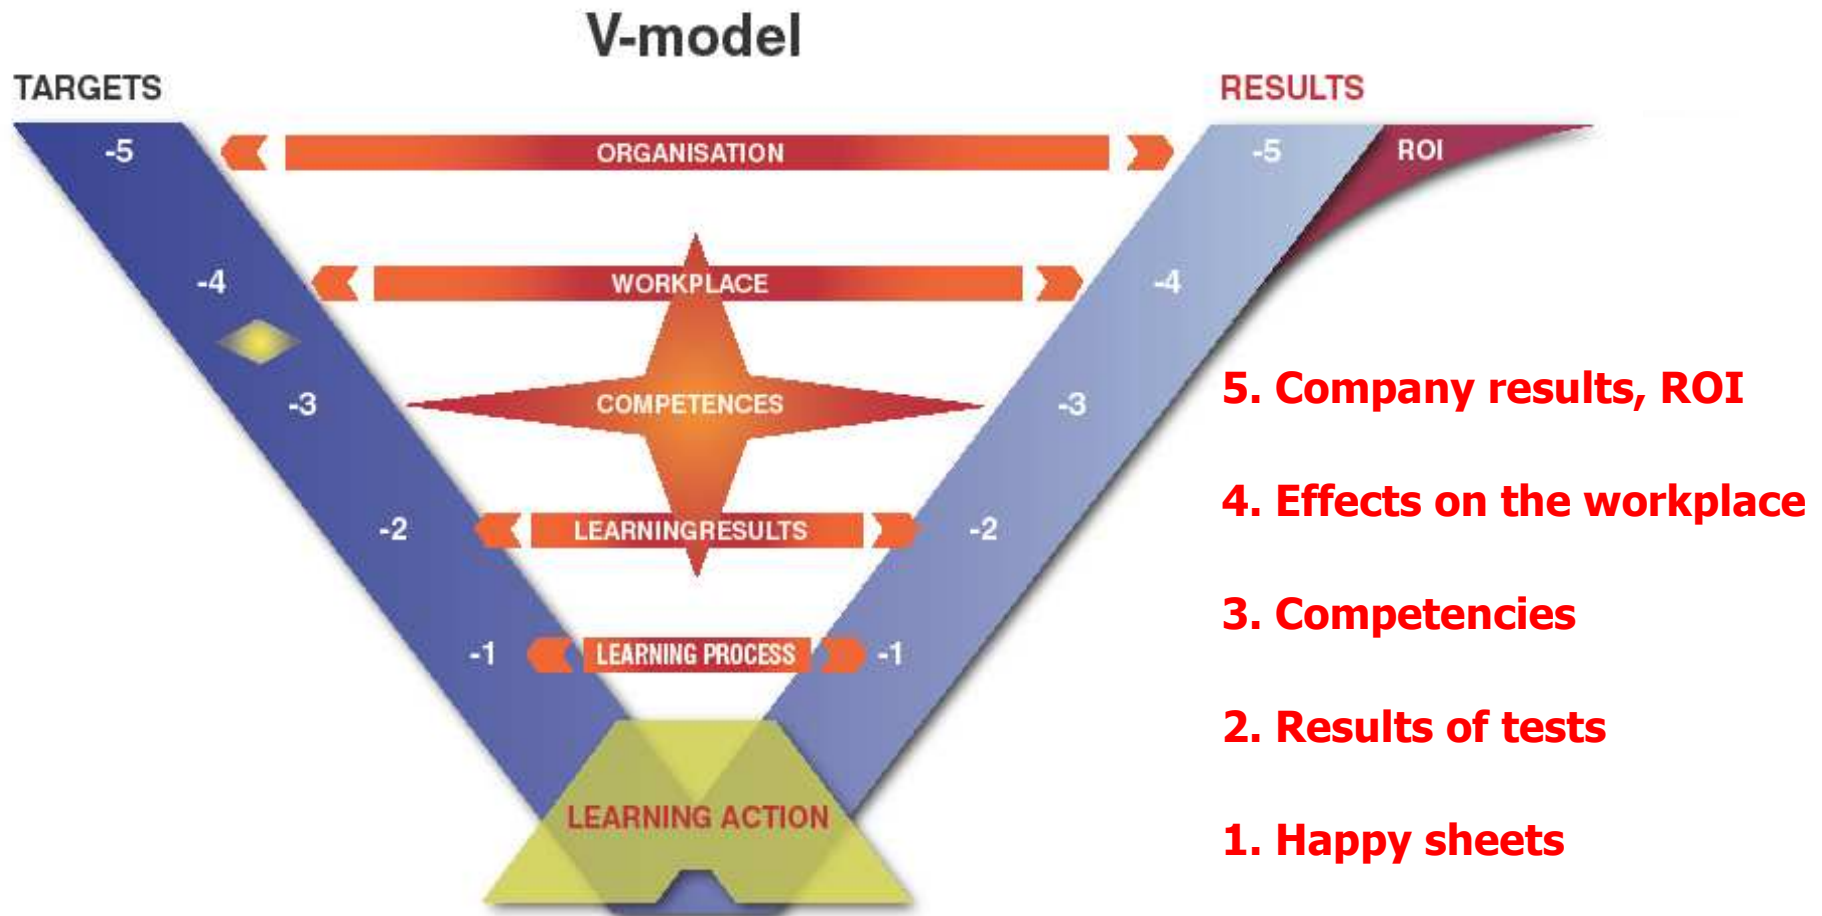 V-model
TARGETS
RESULTS
-5
ORGANISATION
-5
ROI
-4
WORKPLACE
-4
-3
COMPETENCES
-3
-2
LEARNINGRESULTS
-2
-1
LEARNING PROCESS
-1
LEARNING ACTION
5. Company results, ROI
4. Effects on the workplace
3. Competencies
2. Results of tests
1. Happy sheets